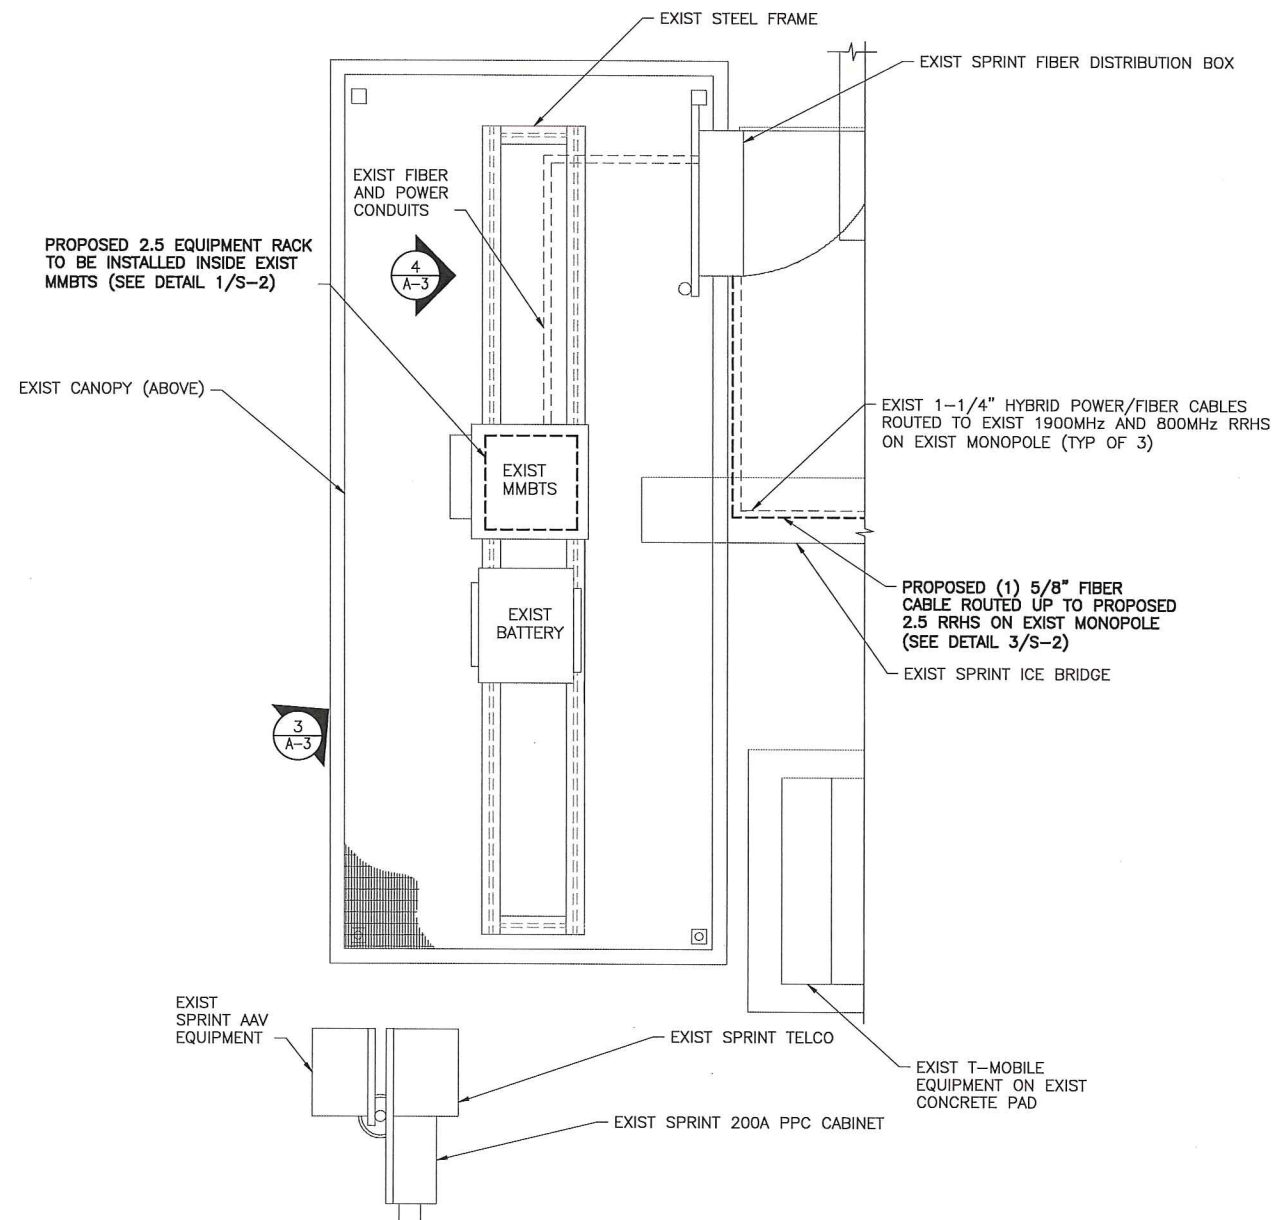 EXIST STEEL FRAME
EXIST SPRINT FIBER DISTRIBUTION BOX
EXIST FIBER
AND POWER
CONDUITS
PROPOSED 2.5 EQUIPMENT RACK
TO BE INSTALLED INSIDE EXIST
MMBTS (SEE DETAIL 1/S-2)
4
A-3
EXIST CANOPY (ABOVE)
EXIST 1-1/4" HYBRID POWER/FIBER CABLES
ROUTED TO EXIST 1900MHz AND 800MHz RRHS
ON EXIST MONOPOLE (TYP OF 3)
EXIST
MMBTS
PROPOSED (1) 5/8" FIBER
CABLE ROUTED UP TO PROPOSED
2.5 RRHS ON EXIST MONOPOLE
(SEE DETAIL 3/S-2)
EXIST
BATTERY
EXIST SPRINT ICE BRIDGE
3
A-3
EXIST
SPRINT AAV
EQUIPMENT
EXIST SPRINT TELCO
EXIST T-MOBILE
EQUIPMENT ON EXIST
CONCRETE PAD
EXIST SPRINT 200A PPC CABINET